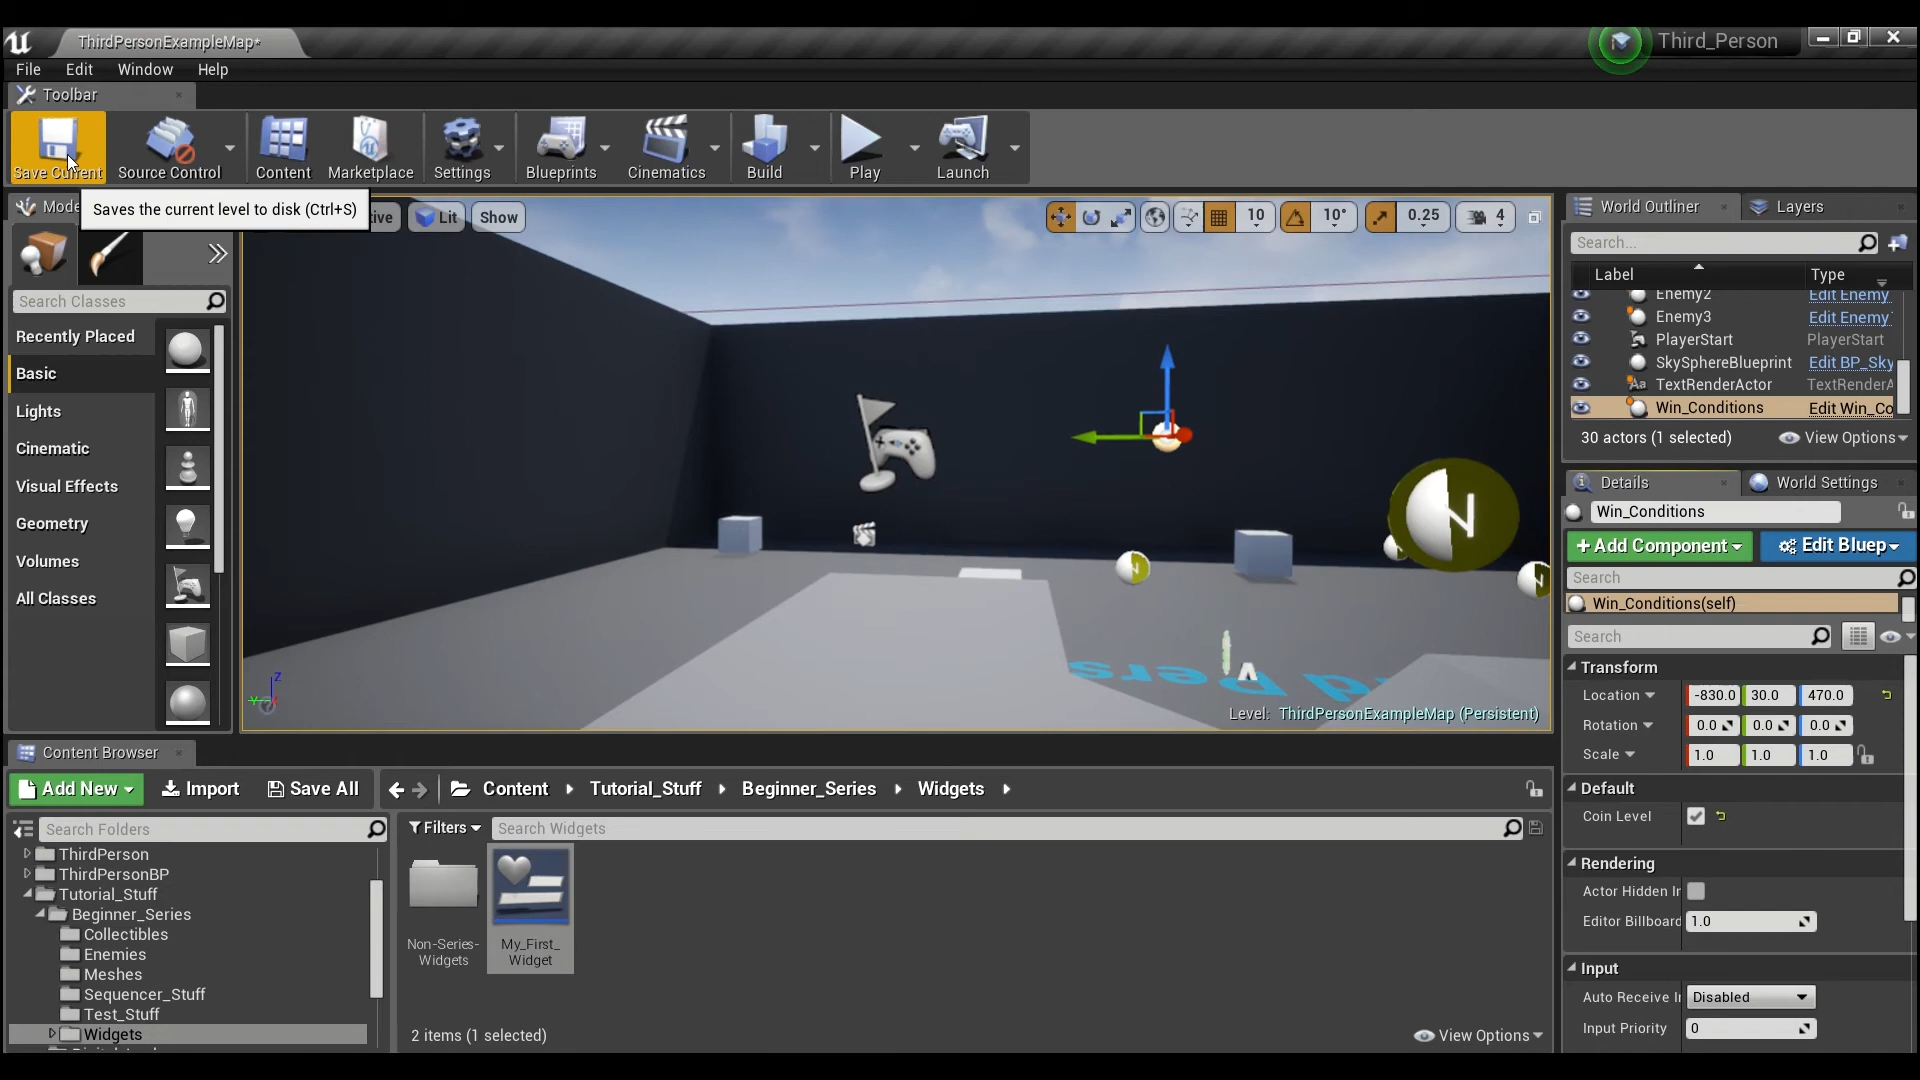 ThirdPersonExampleMap*
Third_Person
File Edit Window Help
Toolbar
Save Current
Source Control
Content
Marketplace
Settings
Blueprints
Cinematics
Build
Play
Launch
Saves the current level to disk (Ctrl+S)
Lit
Show
10
10°
0.25
4
Search Classes
Recently Placed
Basic
Lights
Cinematic
Visual Effects
Geometry
Volumes
All Classes
Z
Level: ThirdPersonExampleMap (Persistent)
World Outliner
Layers
Search...
Label Type
Enemy2 Edit Enemy
Enemy3 Edit Enemy
PlayerStart PlayerStart
SkySphereBlueprint Edit BP_Sky
TextRenderActor TextRenderA
Win_Conditions Edit Win_Co
30 actors (1 selected)
View Options
Details
World Settings
Win_Conditions
+ Add Component
Edit Bluep
Search
Win_Conditions(self)
Search
Transform
Location -830.0 30.0 470.0
Rotation 0.0 0.0 0.0
Scale 1.0 1.0 1.0
Default
Coin Level
Rendering
Actor Hidden I
Editor Billboard 1.0
Input
Auto Receive I Disabled
Input Priority 0
Content Browser
Add New
Import
Save All
Content
Tutorial_Stuff
Beginner_Series
Widgets
Search Folders
ThirdPerson
ThirdPersonBP
Tutorial_Stuff
Beginner_Series
Collectibles
Enemies
Meshes
Sequencer_Stuff
Test_Stuff
Widgets
Filters
Search Widgets
Non-Series-
Widgets
My_First_
Widget
2 items (1 selected)
View Options